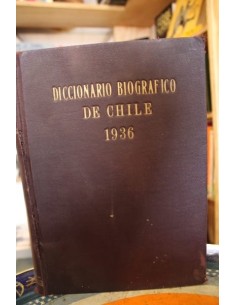 DICCIONARIO BIOGRAFICO
DE CHILE
1936